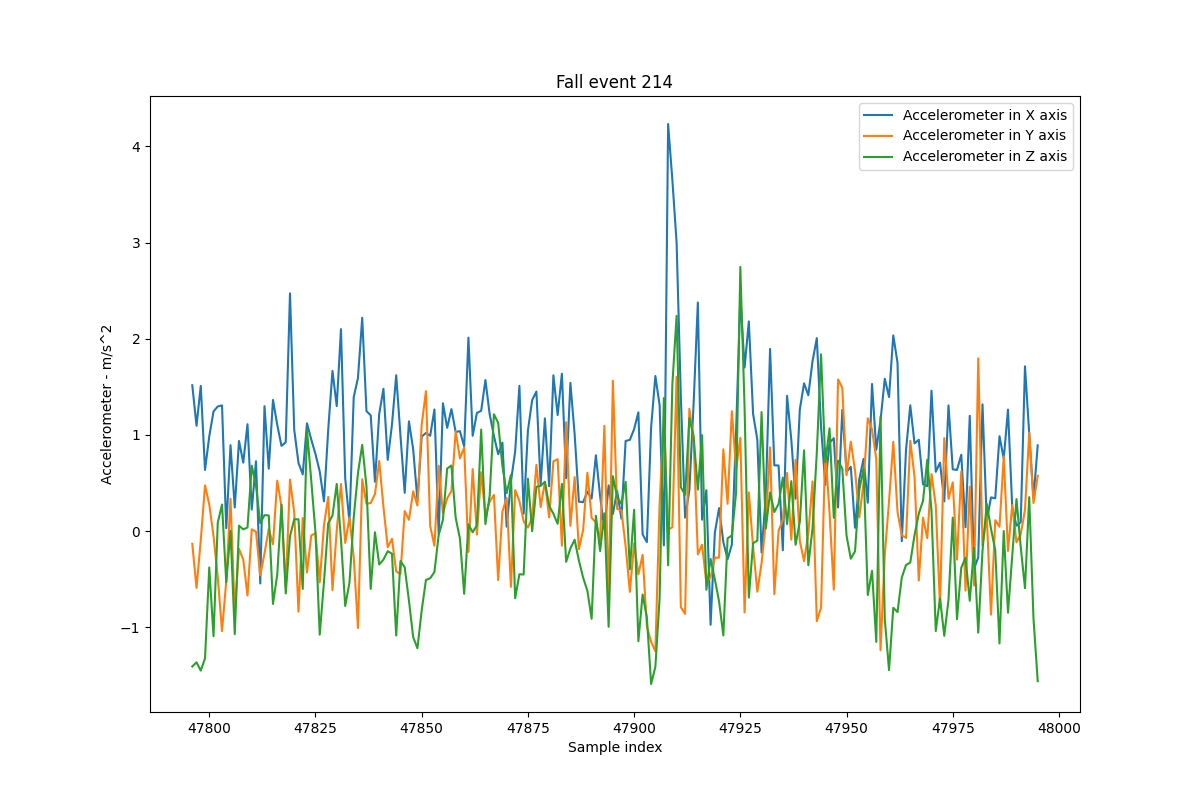 Fall event 214
Accelerometer in X axis
Accelerometer in Y axis
Accelerometer in Z axis
Accelerometer - m/s^2
4
3
2
1
0
−1
47800 47825 47850 47875 47900 47925 47950 47975 48000
Sample index